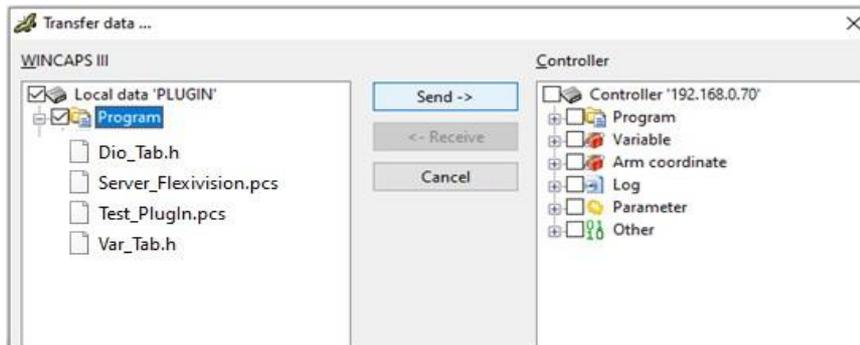 Transfer data ...
WINCAPS III
Local data 'PLUGIN'
Program
Dio_Tab.h
Server_Flexivision.pcs
Test_PlugIn.pcs
Var_Tab.h
Send ->
<- Receive
Cancel
Controller
Controller '192.168.0.70'
Program
Variable
Arm coordinate
Log
Parameter
Other